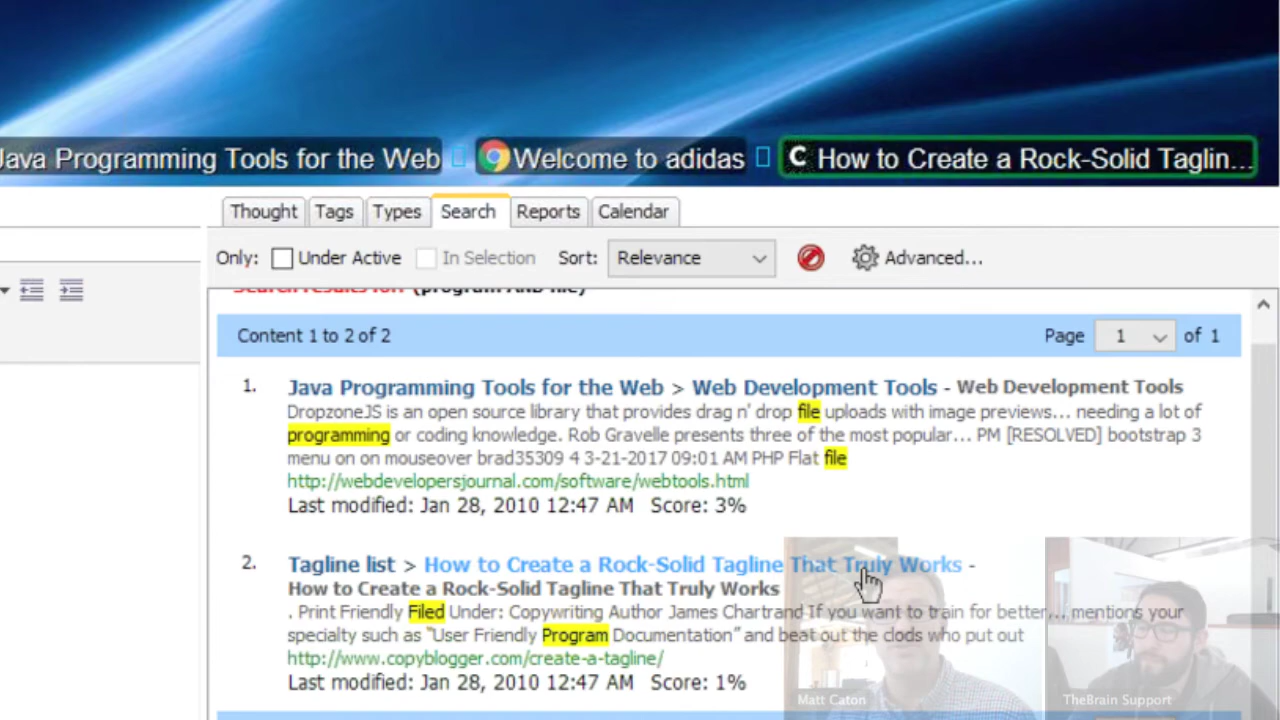 Java Programming Tools for the Web Welcome to adidas How to Create a Rock-Solid Taglin...
Thought Tags Types Search Reports Calendar
Only: Under Active In Selection Sort: Relevance Advanced...
Search results for: (program AND file)
Content 1 to 2 of 2 Page 1 of 1
1. Java Programming Tools for the Web > Web Development Tools - Web Development Tools
DropzoneJS is an open source library that provides drag n' drop file uploads with image previews... needing a lot of
programming or coding knowledge. Rob Gravelle presents three of the most popular... PM [RESOLVED] bootstrap 3
menu on on mouseover brad35309 4 3-21-2017 09:01 AM PHP Flat file
http://webdevelopersjournal.com/software/webtools.html
Last modified: Jan 28, 2010 12:47 AM Score: 3%
2. Tagline list > How to Create a Rock-Solid Tagline That Truly Works -
How to Create a Rock-Solid Tagline That Truly Works
. Print Friendly Filed Under: Copywriting Author James Chartrand If you want to train for better... mentions your
specialty such as "User Friendly Program Documentation" and beat out the clods who put out
http://www.copyblogger.com/create-a-tagline/
Last modified: Jan 28, 2010 12:47 AM Score: 1%
Matt Caton TheBrain Support